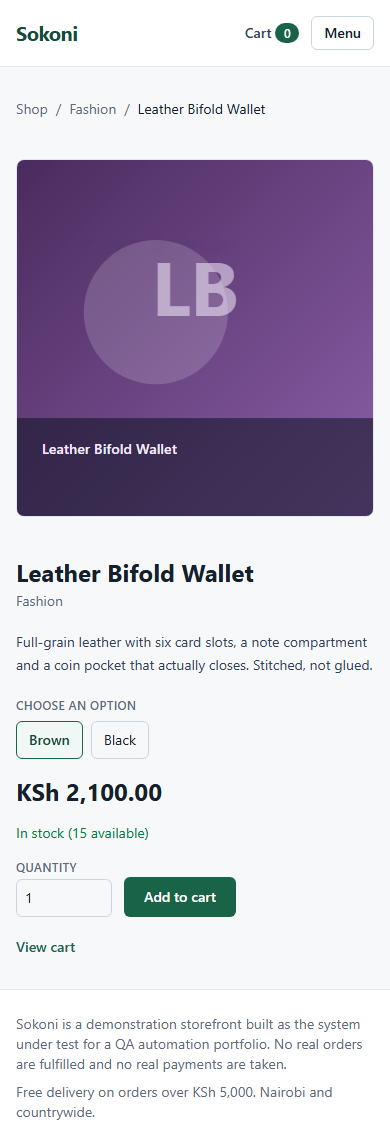 Sokoni
Cart 0
Menu
Shop / Fashion / Leather Bifold Wallet
LB
Leather Bifold Wallet
Leather Bifold Wallet
Fashion
Full-grain leather with six card slots, a note compartment
and a coin pocket that actually closes. Stitched, not glued.
CHOOSE AN OPTION
Brown
Black
KSh 2,100.00
In stock (15 available)
QUANTITY
1
Add to cart
View cart
Sokoni is a demonstration storefront built as the system
under test for a QA automation portfolio. No real orders
are fulfilled and no real payments are taken.
Free delivery on orders over KSh 5,000. Nairobi and
countrywide.